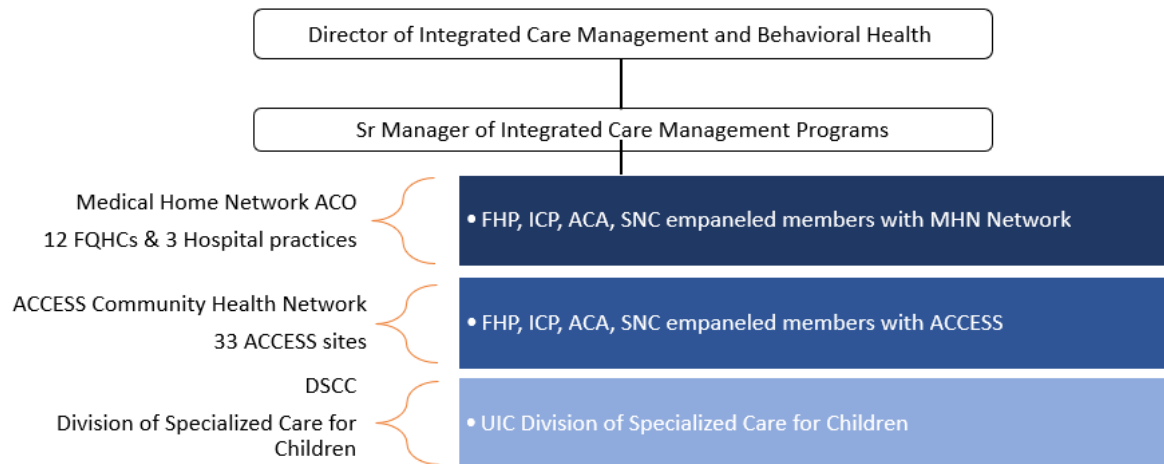 Director of Integrated Care Management and Behavioral Health
Sr Manager of Integrated Care Management Programs
Medical Home Network ACO
12 FQHCs & 3 Hospital practices
• FHP, ICP, ACA, SNC empaneled members with MHN Network
ACCESS Community Health Network
33 ACCESS sites
• FHP, ICP, ACA, SNC empaneled members with ACCESS
DSCC
Division of Specialized Care for
Children
• UIC Division of Specialized Care for Children